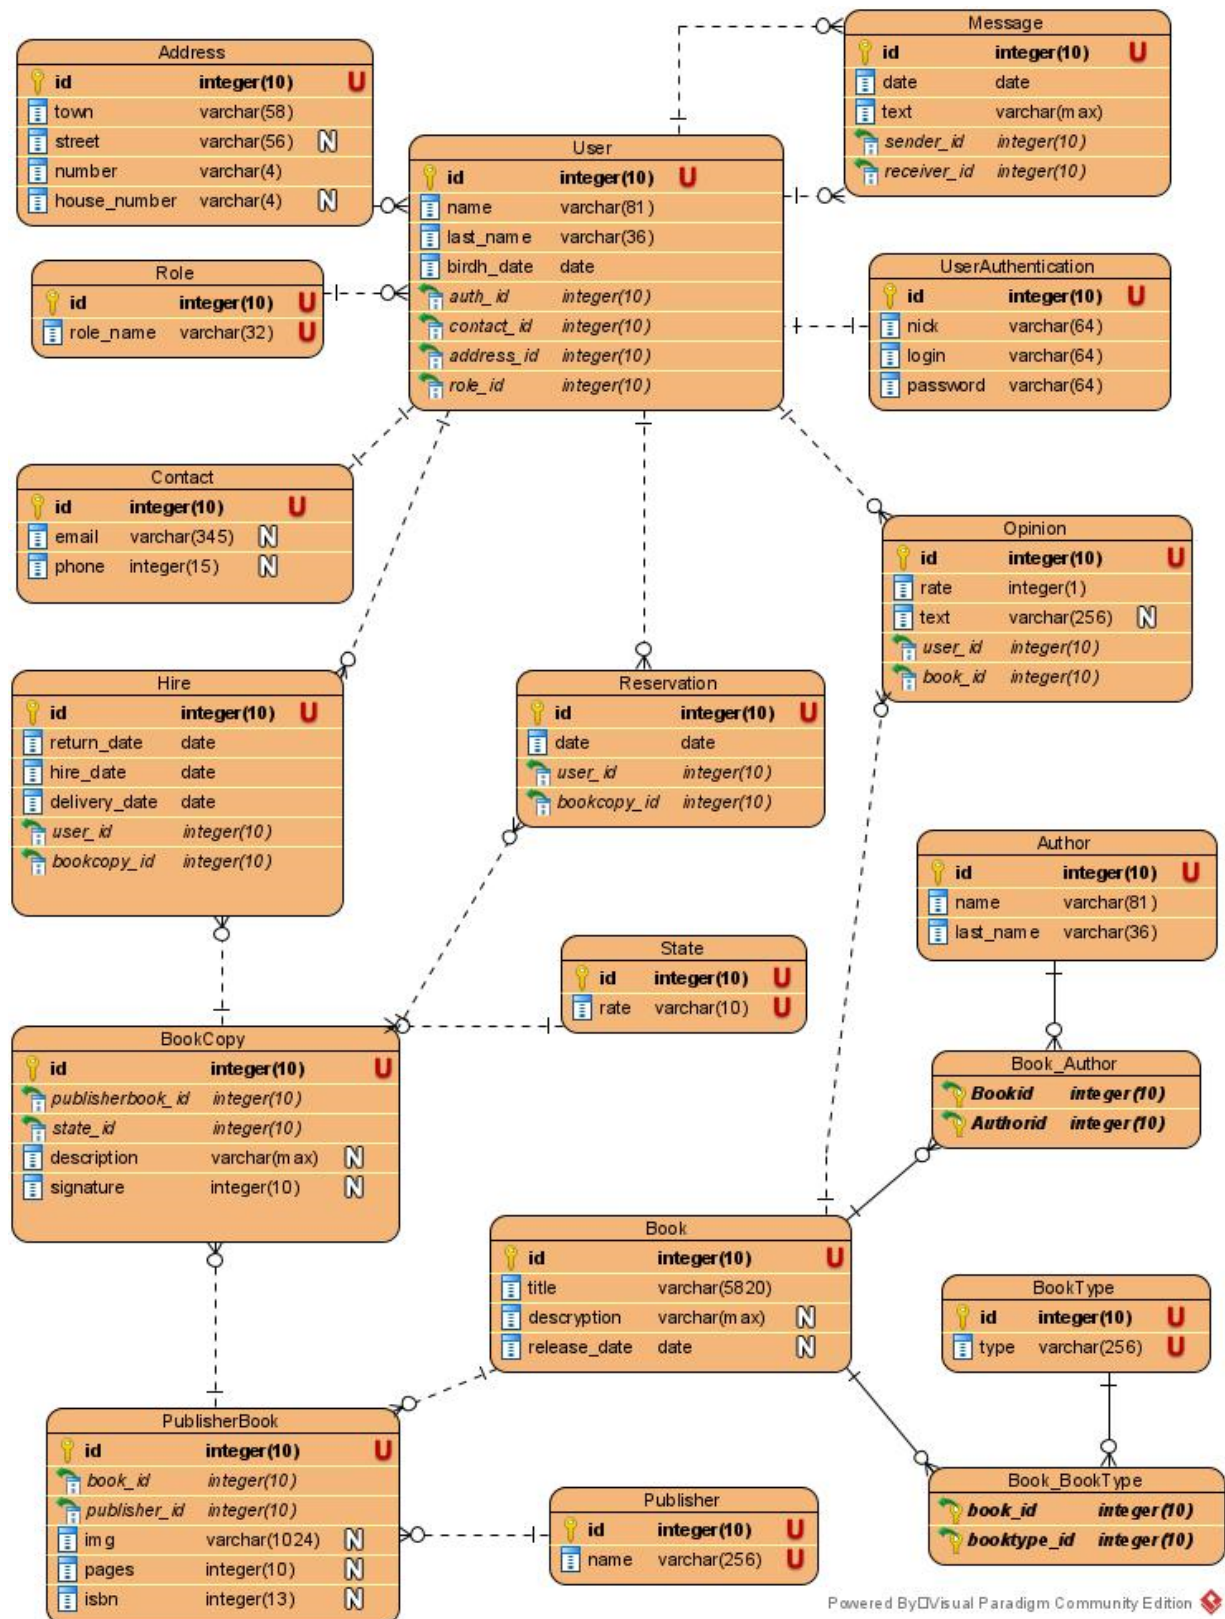 Message
id integer(10) U
date date
text varchar(max)
sender_id integer(10)
receiver_id integer(10)
Address
id integer(10) U
town varchar(58)
street varchar(56) N
number varchar(4)
house_number varchar(4) N
User
id integer(10) U
name varchar(81)
last_name varchar(36)
birdh_date date
auth_id integer(10)
contact_id integer(10)
address_id integer(10)
role_id integer(10)
Role
id integer(10) U
role_name varchar(32) U
UserAuthentication
id integer(10) U
nick varchar(64)
login varchar(64)
password varchar(64)
Contact
id integer(10) U
email varchar(345) N
phone integer(15) N
Opinion
id integer(10) U
rate integer(1)
text varchar(256) N
user_id integer(10)
book_id integer(10)
Hire
id integer(10) U
return_date date
hire_date date
delivery_date date
user_id integer(10)
bookcopy_id integer(10)
Reservation
id integer(10) U
date date
user_id integer(10)
bookcopy_id integer(10)
Author
id integer(10) U
name varchar(81)
last_name varchar(36)
State
id integer(10) U
rate varchar(10) U
BookCopy
id integer(10) U
publisherbook_id integer(10)
state_id integer(10)
description varchar(max) N
signature integer(10) N
Book_Author
Bookid integer(10)
Authorid integer(10)
Book
id integer(10) U
title varchar(5820)
descryption varchar(max) N
release_date date N
BookType
id integer(10) U
type varchar(256) U
PublisherBook
id integer(10) U
book_id integer(10)
publisher_id integer(10)
img varchar(1024) N
pages integer(10) N
isbn integer(13) N
Publisher
id integer(10) U
name varchar(256) U
Book_BookType
book_id integer(10)
booktype_id integer(10)
Powered By□Visual Paradigm Community Edition